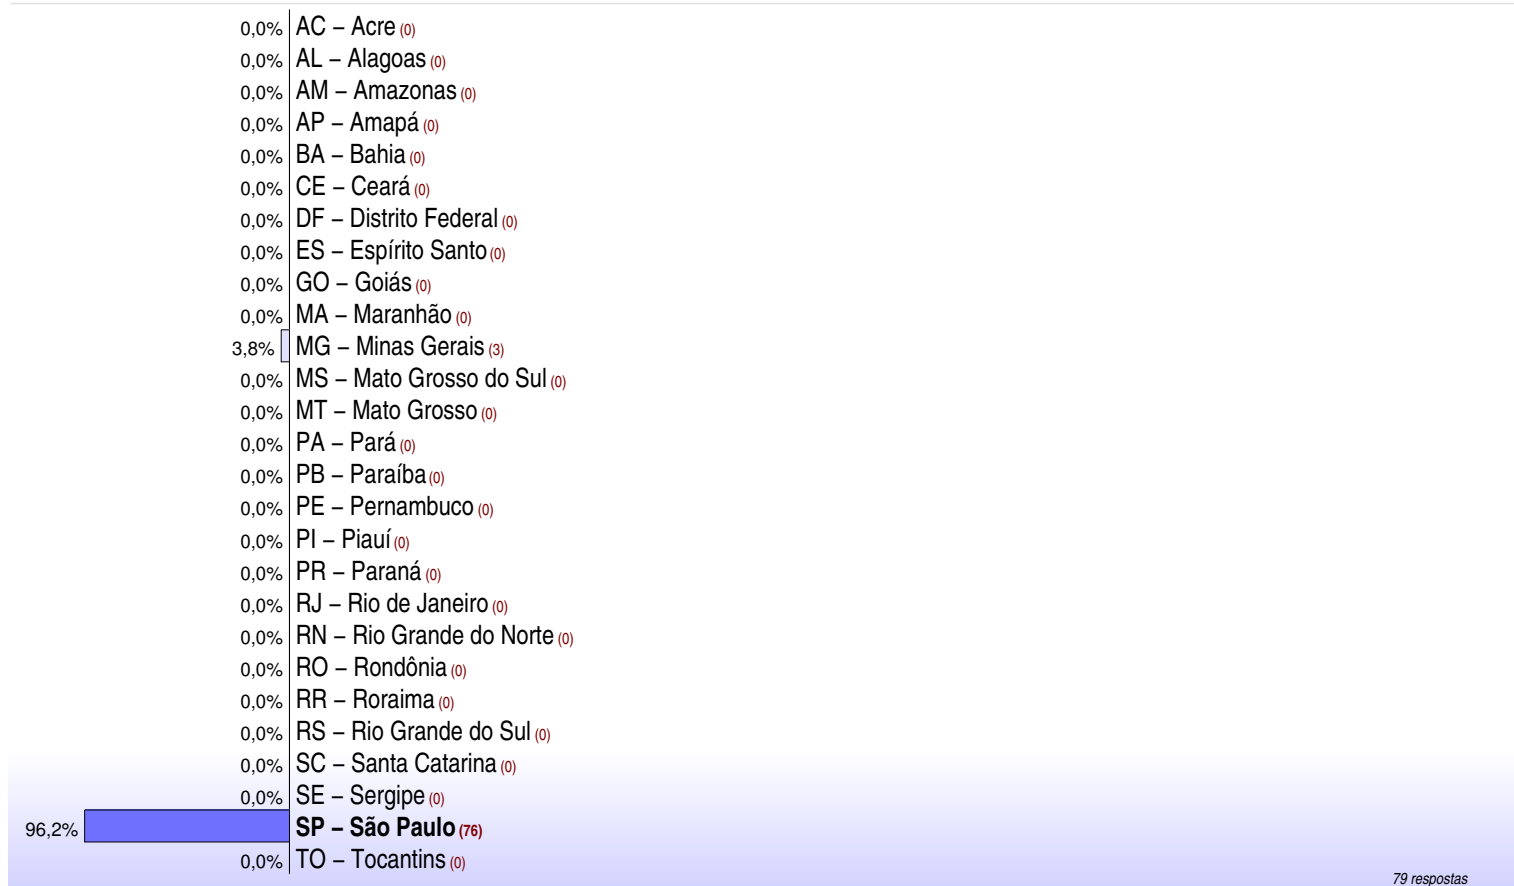 0,0% AC – Acre (0)
0,0% AL – Alagoas (0)
0,0% AM – Amazonas (0)
0,0% AP – Amapá (0)
0,0% BA – Bahia (0)
0,0% CE – Ceará (0)
0,0% DF – Distrito Federal (0)
0,0% ES – Espírito Santo (0)
0,0% GO – Goiás (0)
0,0% MA – Maranhão (0)
3,8% MG – Minas Gerais (3)
0,0% MS – Mato Grosso do Sul (0)
0,0% MT – Mato Grosso (0)
0,0% PA – Pará (0)
0,0% PB – Paraíba (0)
0,0% PE – Pernambuco (0)
0,0% PI – Piauí (0)
0,0% PR – Paraná (0)
0,0% RJ – Rio de Janeiro (0)
0,0% RN – Rio Grande do Norte (0)
0,0% RO – Rondônia (0)
0,0% RR – Roraima (0)
0,0% RS – Rio Grande do Sul (0)
0,0% SC – Santa Catarina (0)
0,0% SE – Sergipe (0)
96,2% SP – São Paulo (76)
0,0% TO – Tocantins (0)
79 respostas